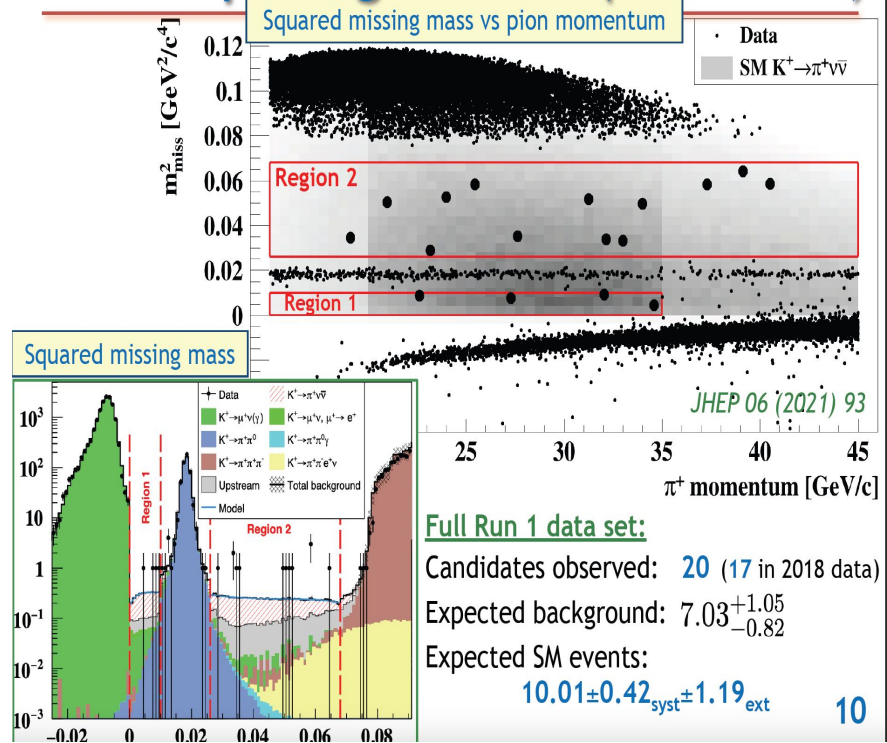 Squared missing mass vs pion momentum
m²miss [GeV²/c⁴]
0.12
0.1
0.08
0.06
0.04
0.02
0
Data
SM K⁺→π⁺νν̄
Region 2
Region 1
JHEP 06 (2021) 93
25 30 35 40 45
π⁺ momentum [GeV/c]
Squared missing mass
10³
10²
10
1
10⁻¹
10⁻²
10⁻³
Data
K⁺→π⁺νν̄
K⁺→μ⁺ν(γ)
K⁺→μ⁺ν, μ⁺→ e⁺
K⁺→π⁺π⁰
K⁺→π⁺π⁰γ
K⁺→π⁺π⁺π⁻
K⁺→π⁺π⁻e⁺ν
Upstream
Total background
Model
Region 1
Region 2
−0.02 0 0.02 0.04 0.06 0.08
Full Run 1 data set:
Candidates observed: 20 (17 in 2018 data)
Expected background: 7.03 +1.05 −0.82
Expected SM events:
10.01±0.42syst±1.19ext
10